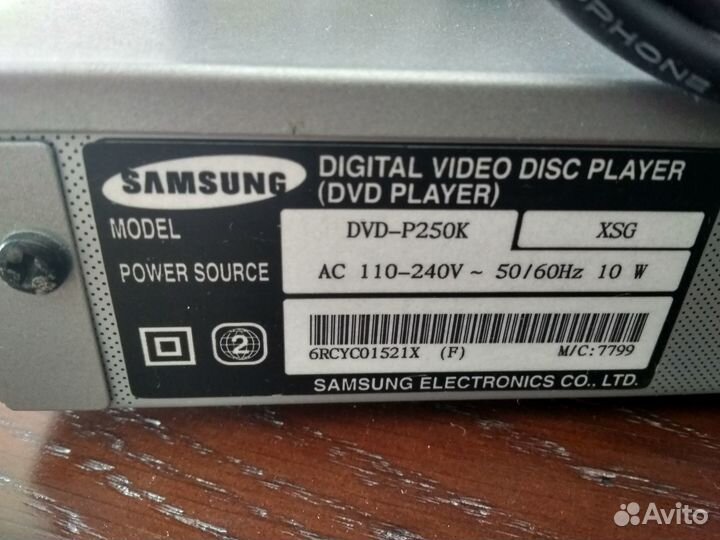 OPHONE
SAMSUNG
DIGITAL VIDEO DISC PLAYER
(DVD PLAYER)
MODEL DVD-P250K XSG
POWER SOURCE AC 110-240V ~ 50/60Hz 10 W
2
6RCYC01521X (F) M/C:7799
SAMSUNG ELECTRONICS CO., LTD.
Avito